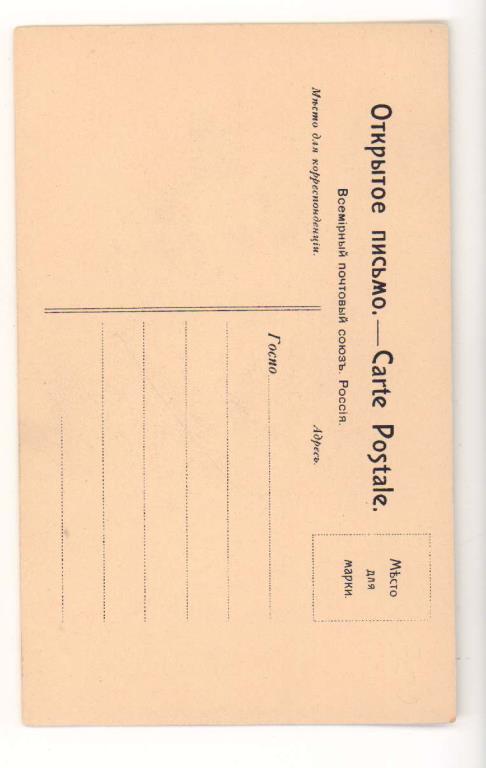 Открытое письмо.—Carte Postale.
Всемірный почтовый союзъ. Россія.
Мѣсто для корреспонденціи.
Адресъ.
Мѣсто
для
марки.
Госпо